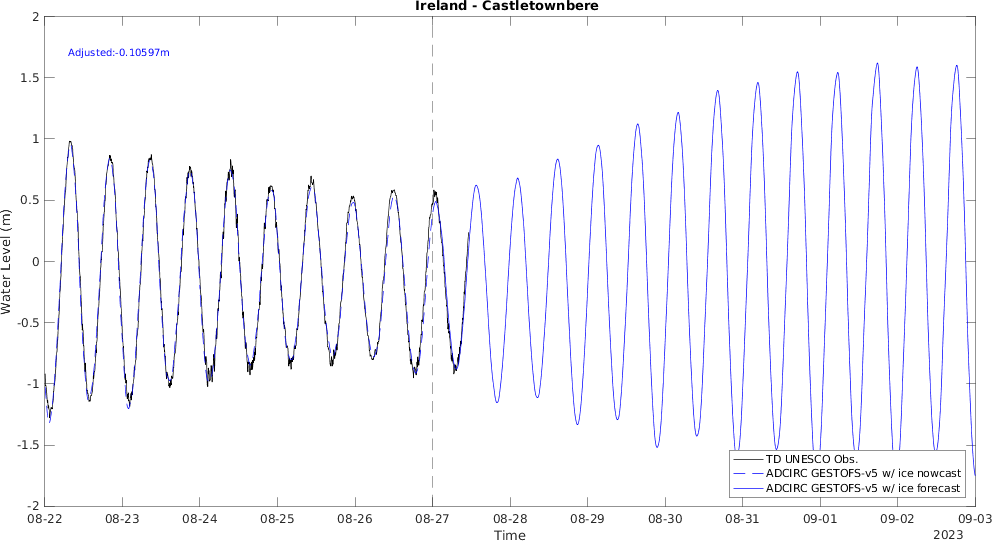 Ireland - Castletownbere
Adjusted:-0.10597m
2
1.5
1
0.5
0
-0.5
-1
-1.5
-2
Water Level (m)
TD UNESCO Obs.
ADCIRC GESTOFS-v5 w/ ice nowcast
ADCIRC GESTOFS-v5 w/ ice forecast
08-22 08-23 08-24 08-25 08-26 08-27 08-28 08-29 08-30 08-31 09-01 09-02 09-03
Time
2023